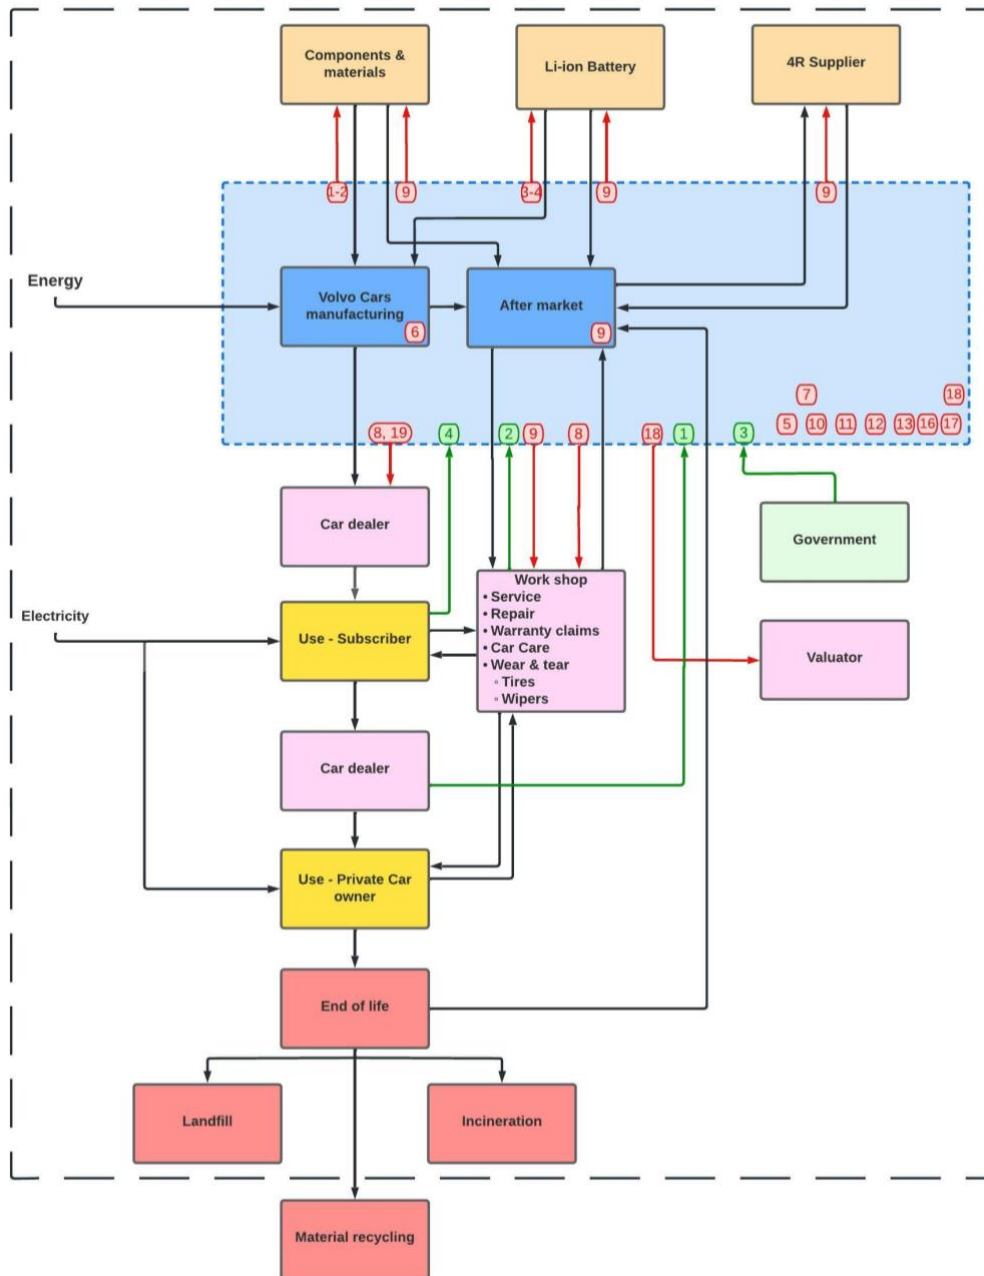 Components &
materials
Li-ion Battery
4R Supplier
1-2
9
3-4
9
9
Energy
Volvo Cars
manufacturing
6
After market
9
7
18
5
10
11
12
13
16
17
8, 19
4
2
9
8
18
1
3
Car dealer
Government
Electricity
Use - Subscriber
Work shop
• Service
• Repair
• Warranty claims
• Car Care
• Wear & tear
◦ Tires
◦ Wipers
Valuator
Car dealer
Use - Private Car
owner
End of life
Landfill
Incineration
Material recycling